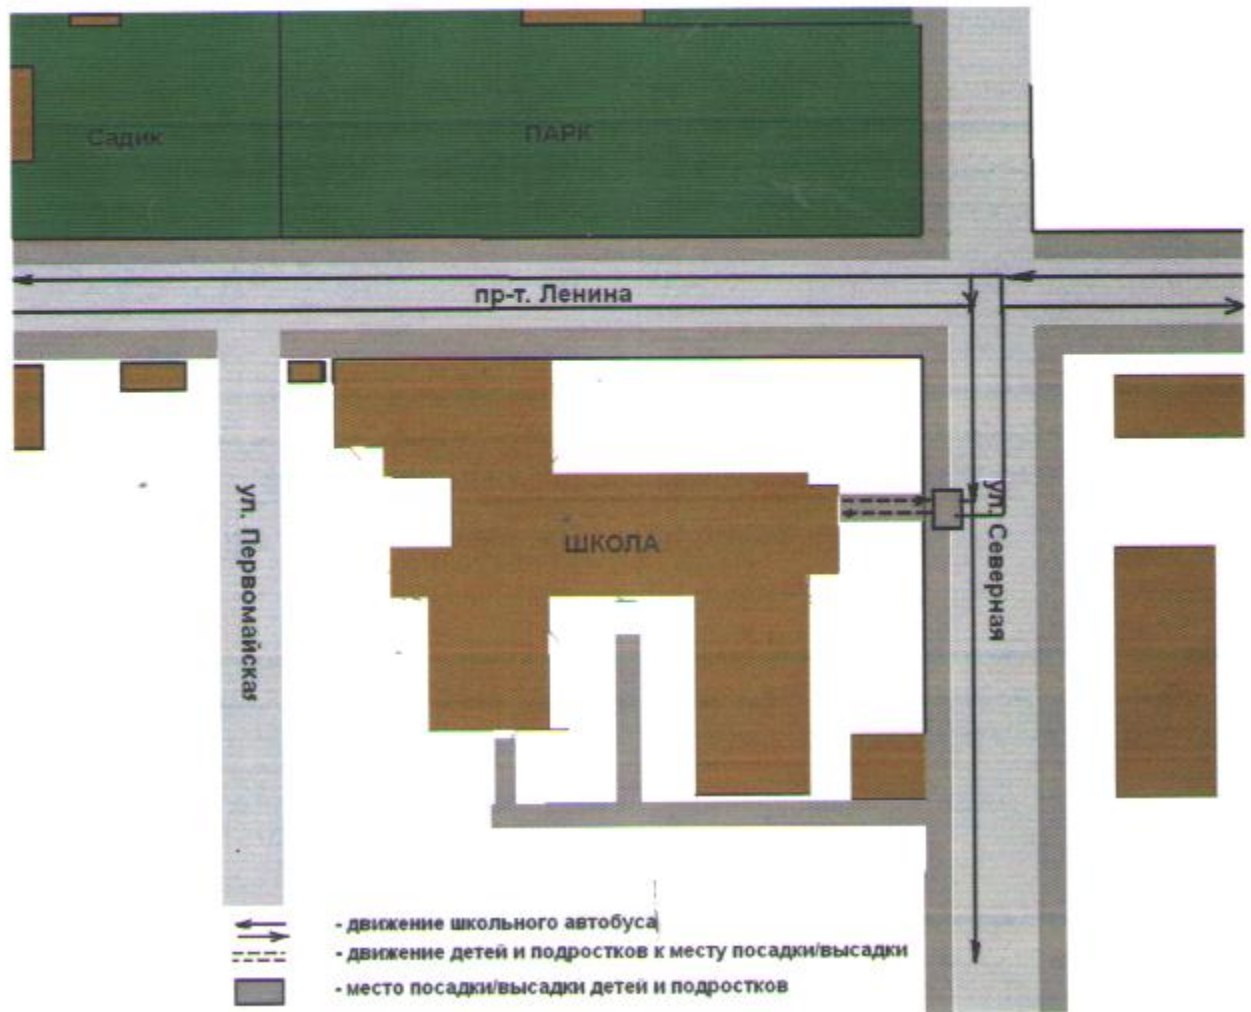 Садик
ПАРК
пр-т. Ленина
ул. Первомайская
ШКОЛА
ул. Северная
- движение школьного автобуса
- движение детей и подростков к месту посадки/высадки
- место посадки/высадки детей и подростков